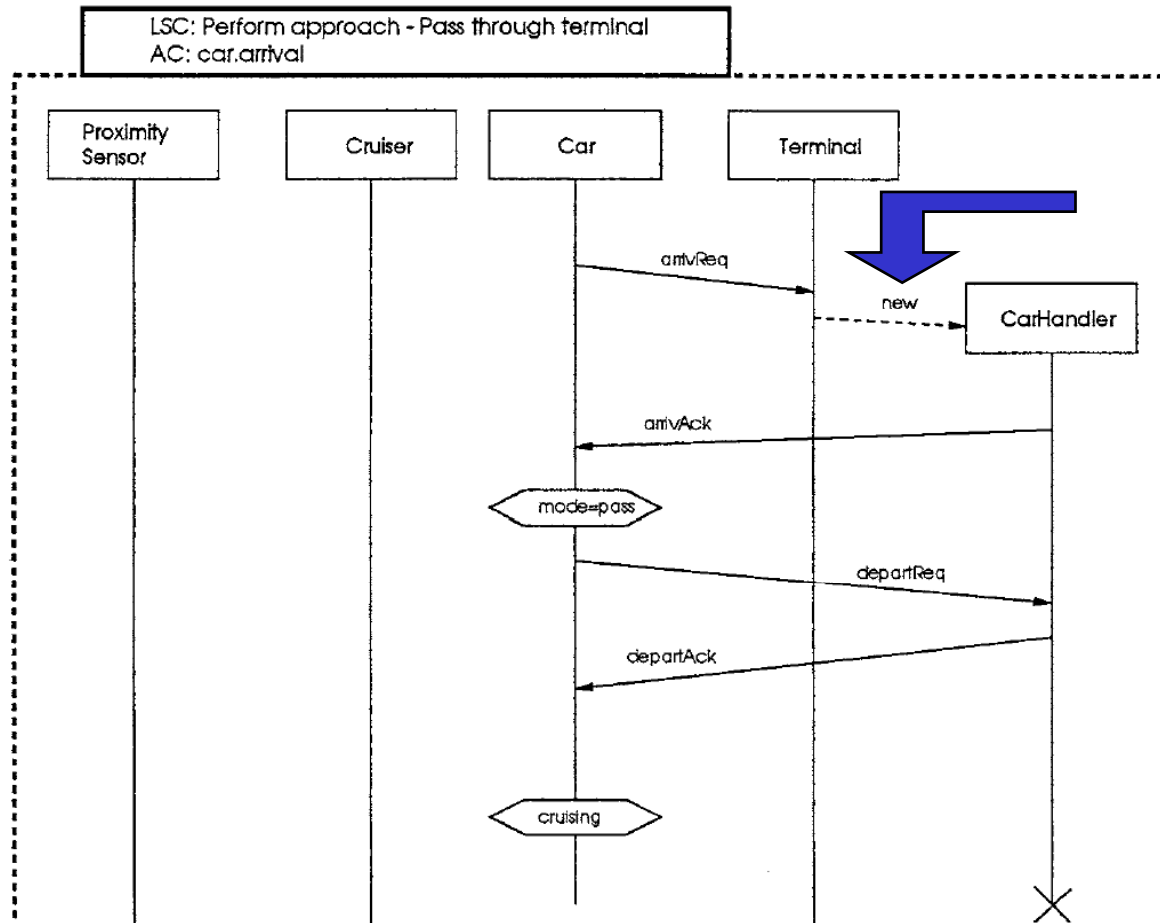 LSC: Perform approach - Pass through terminal
AC: car.arrival
Proximity
Sensor
Cruiser
Car
Terminal
arrivReq
new
CarHandler
arrivAck
mode=pass
departReq
departAck
cruising